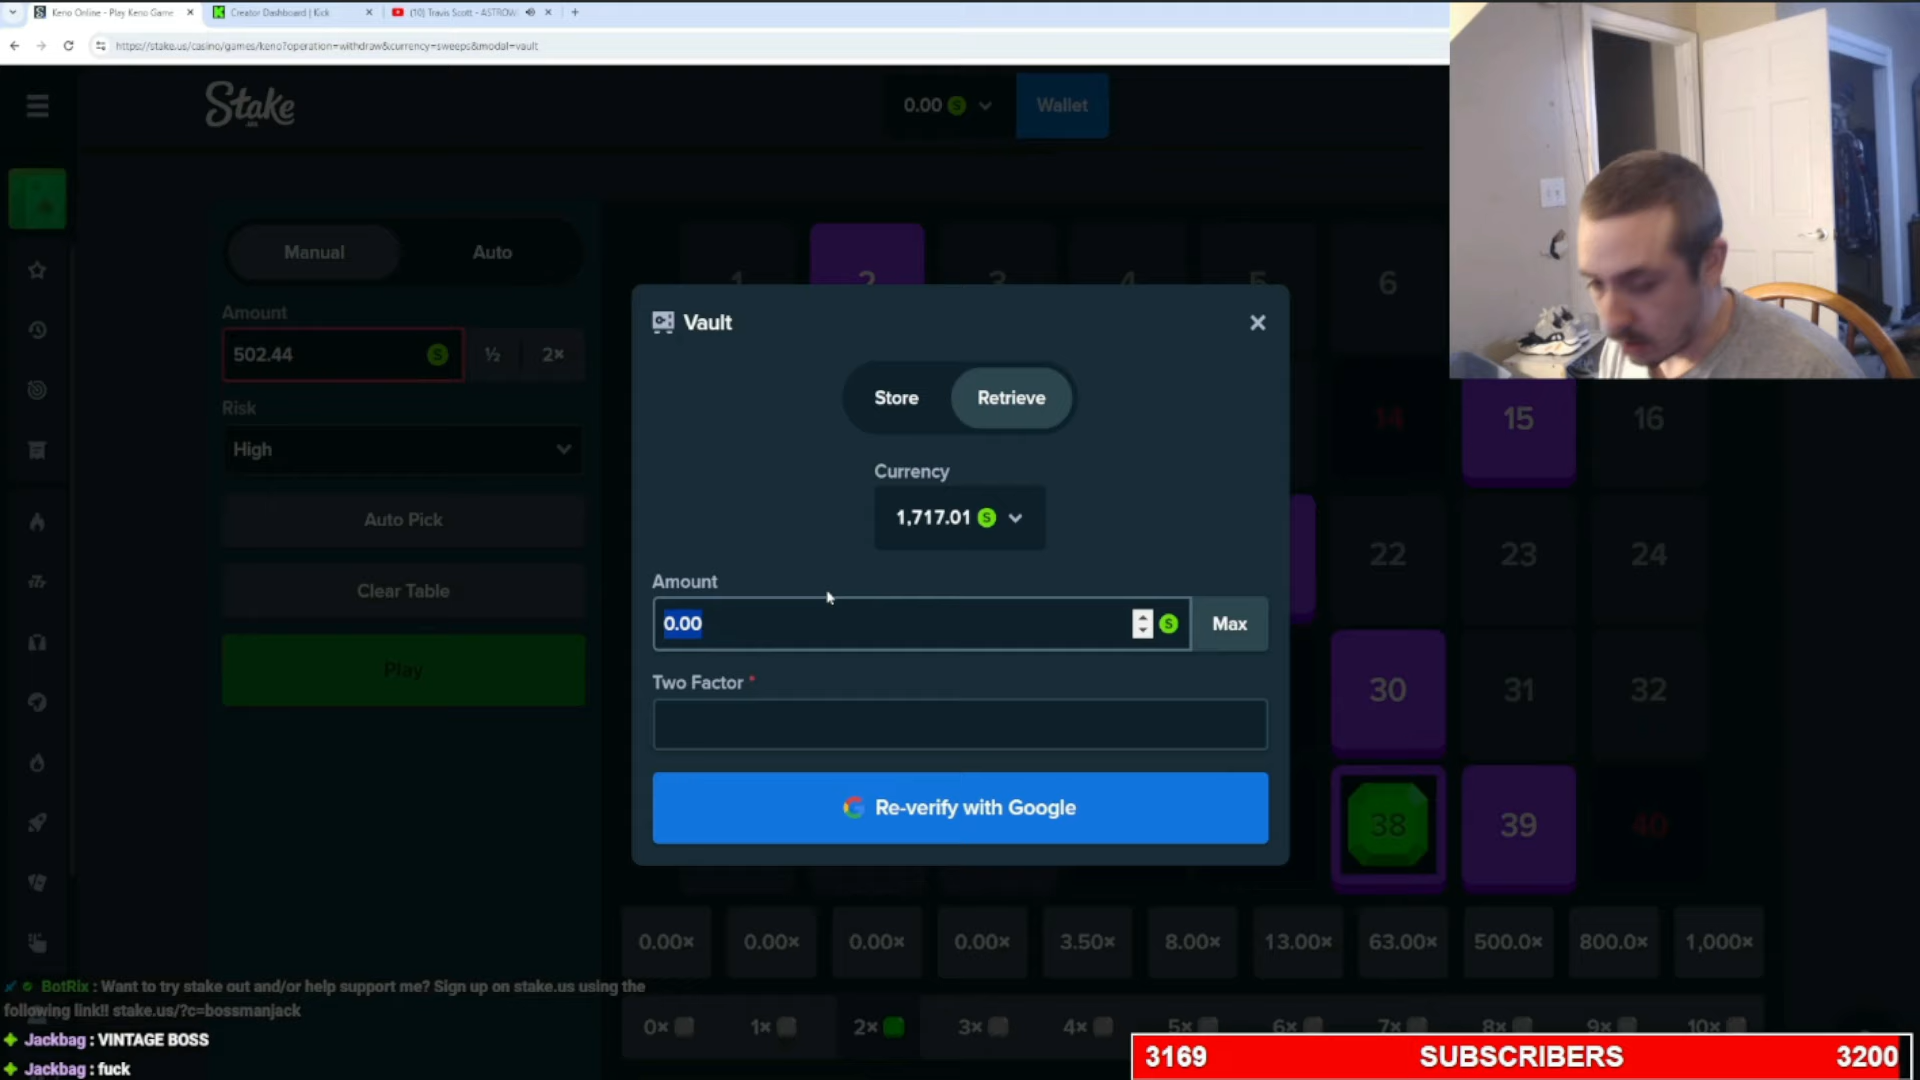 Keno Online - Play Keno Game
Creator Dashboard | Kick
(10) Travis Scott - ASTROW
https://stake.us/casino/games/keno?operation=withdraw&currency=sweeps&modal=vault
Stake
0.00
Wallet
Manual
Auto
Amount
502.44
½
2×
Risk
High
Auto Pick
Clear Table
Play
1
2
3
4
5
6
14
15
16
22
23
24
30
31
32
38
39
40
Vault
Store
Retrieve
Currency
1,717.01
Amount
0.00
Max
Two Factor *
Re-verify with Google
0.00× 0.00× 0.00× 0.00× 3.50× 8.00× 13.00× 63.00× 500.0× 800.0× 1,000×
0× 1× 2× 3× 4× 5× 6× 7× 8× 9× 10×
BotRix : Want to try stake out and/or help support me? Sign up on stake.us using the
following link!! stake.us/?c=bossmanjack
Jackbag : VINTAGE BOSS
Jackbag : fuck
3169 SUBSCRIBERS 3200